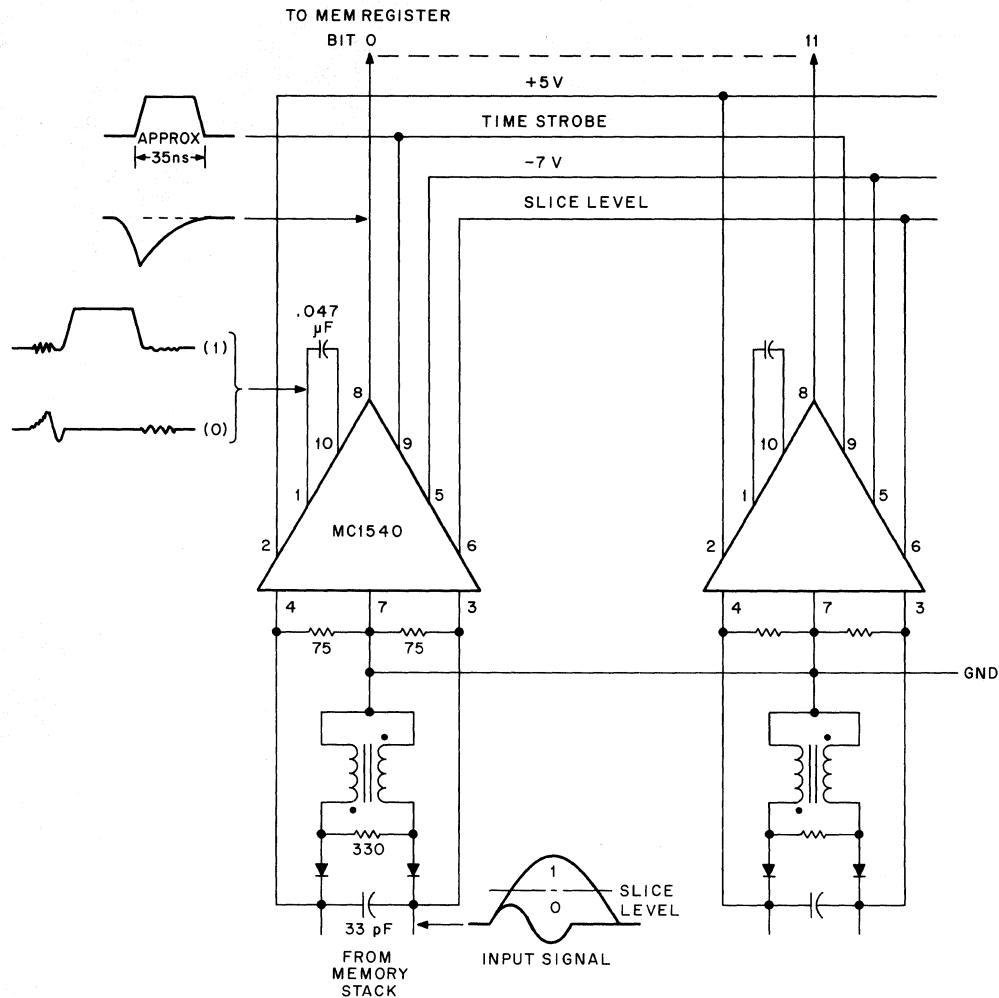 TO MEM REGISTER
BIT 0
11
+5V
TIME STROBE
APPROX
35ns
-7 V
SLICE LEVEL
.047
µF
(1)
(0)
8
10
9
1
5
MC1540
2
6
4
7
3
75
75
8
10
9
1
5
2
6
4
7
3
GND
330
33 pF
1
0
SLICE
LEVEL
INPUT SIGNAL
FROM
MEMORY
STACK